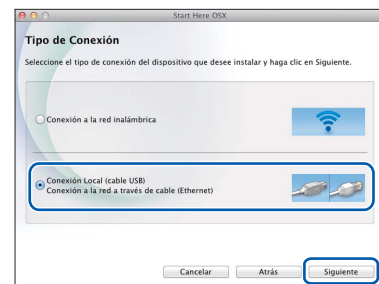 Start Here OSX
Tipo de Conexión
Seleccione el tipo de conexión del dispositivo que desee instalar y haga clic en Siguiente.
Conexión a la red inalámbrica
Conexión Local (cable USB)
Conexión a la red a través de cable (Ethernet)
Cancelar Atrás Siguiente